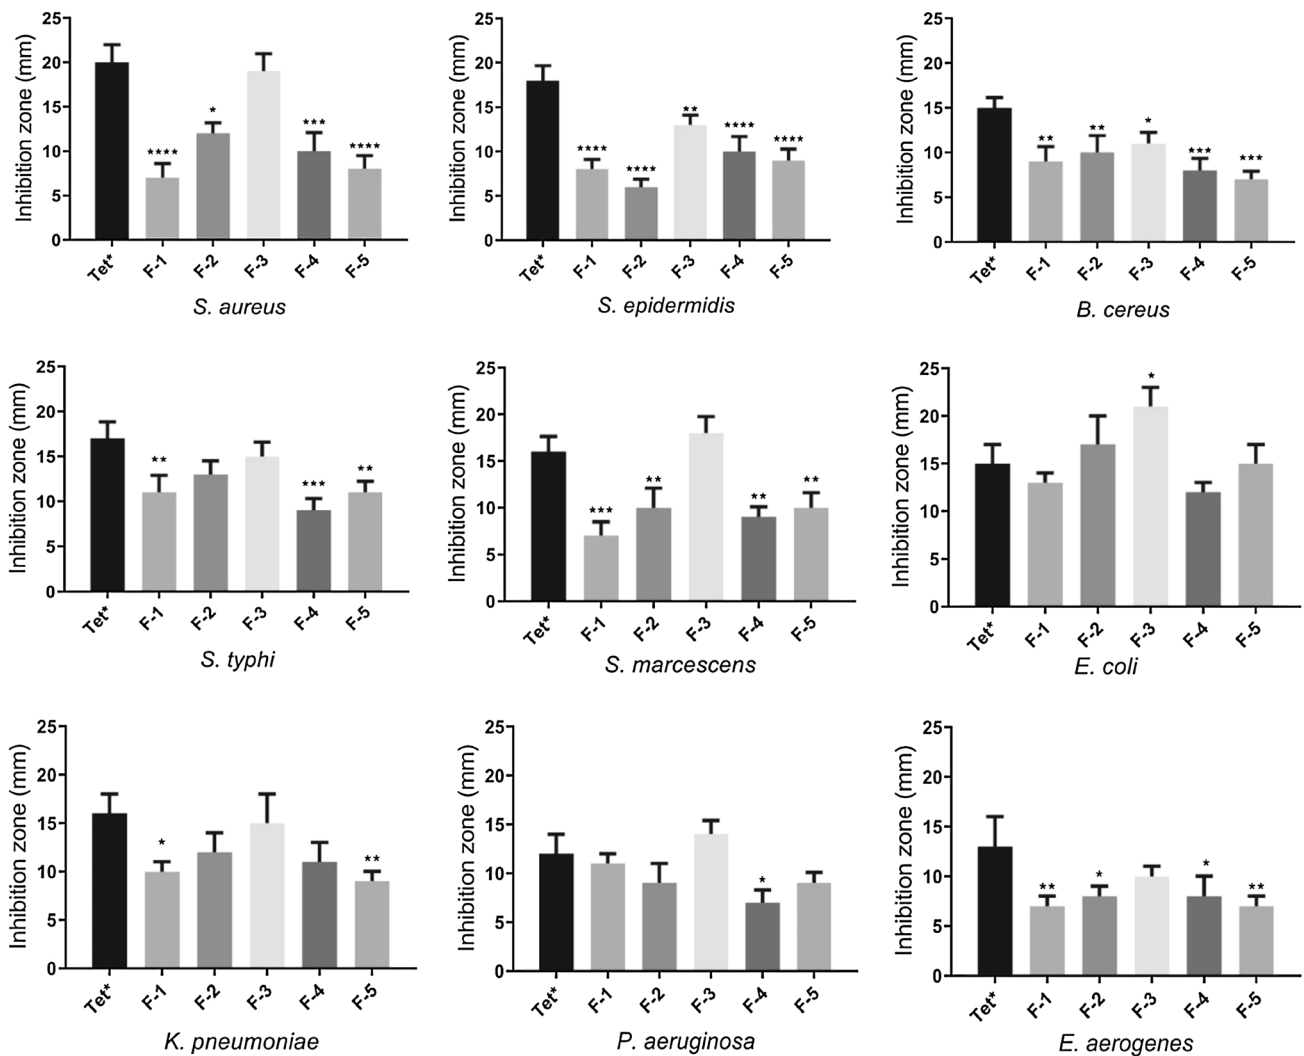 Inhibition zone (mm)
25
20
15
10
5
0
****
*
***
****
Tet*
F-1
F-2
F-3
F-4
F-5
S. aureus
Inhibition zone (mm)
25
20
15
10
5
0
****
****
**
****
****
Tet*
F-1
F-2
F-3
F-4
F-5
S. epidermidis
Inhibition zone (mm)
25
20
15
10
5
0
**
**
*
***
***
Tet*
F-1
F-2
F-3
F-4
F-5
B. cereus
Inhibition zone (mm)
25
20
15
10
5
0
**
***
**
Tet*
F-1
F-2
F-3
F-4
F-5
S. typhi
Inhibition zone (mm)
25
20
15
10
5
0
***
**
**
**
Tet*
F-1
F-2
F-3
F-4
F-5
S. marcescens
Inhibition zone (mm)
25
20
15
10
5
0
*
Tet*
F-1
F-2
F-3
F-4
F-5
E. coli
Inhibition zone (mm)
25
20
15
10
5
0
*
**
Tet*
F-1
F-2
F-3
F-4
F-5
K. pneumoniae
Inhibition zone (mm)
25
20
15
10
5
0
*
Tet*
F-1
F-2
F-3
F-4
F-5
P. aeruginosa
Inhibition zone (mm)
25
20
15
10
5
0
**
*
*
**
Tet*
F-1
F-2
F-3
F-4
F-5
E. aerogenes